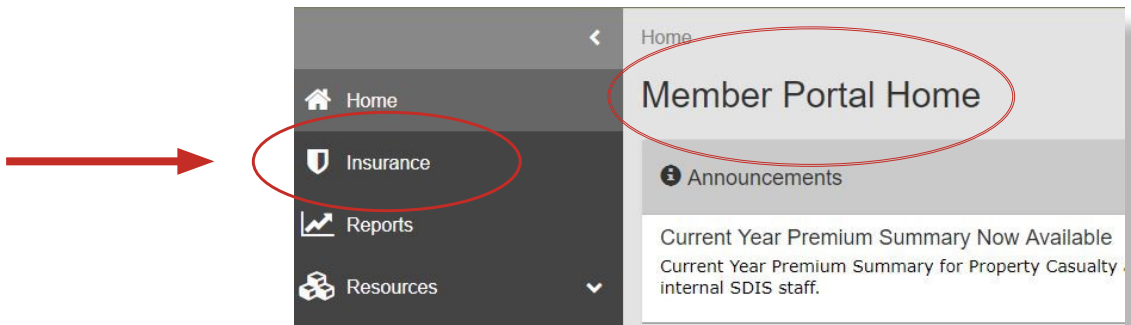 Home
Insurance
Reports
Resources
Home
Member Portal Home
Announcements
Current Year Premium Summary Now Available
Current Year Premium Summary for Property Casualty
internal SDIS staff.